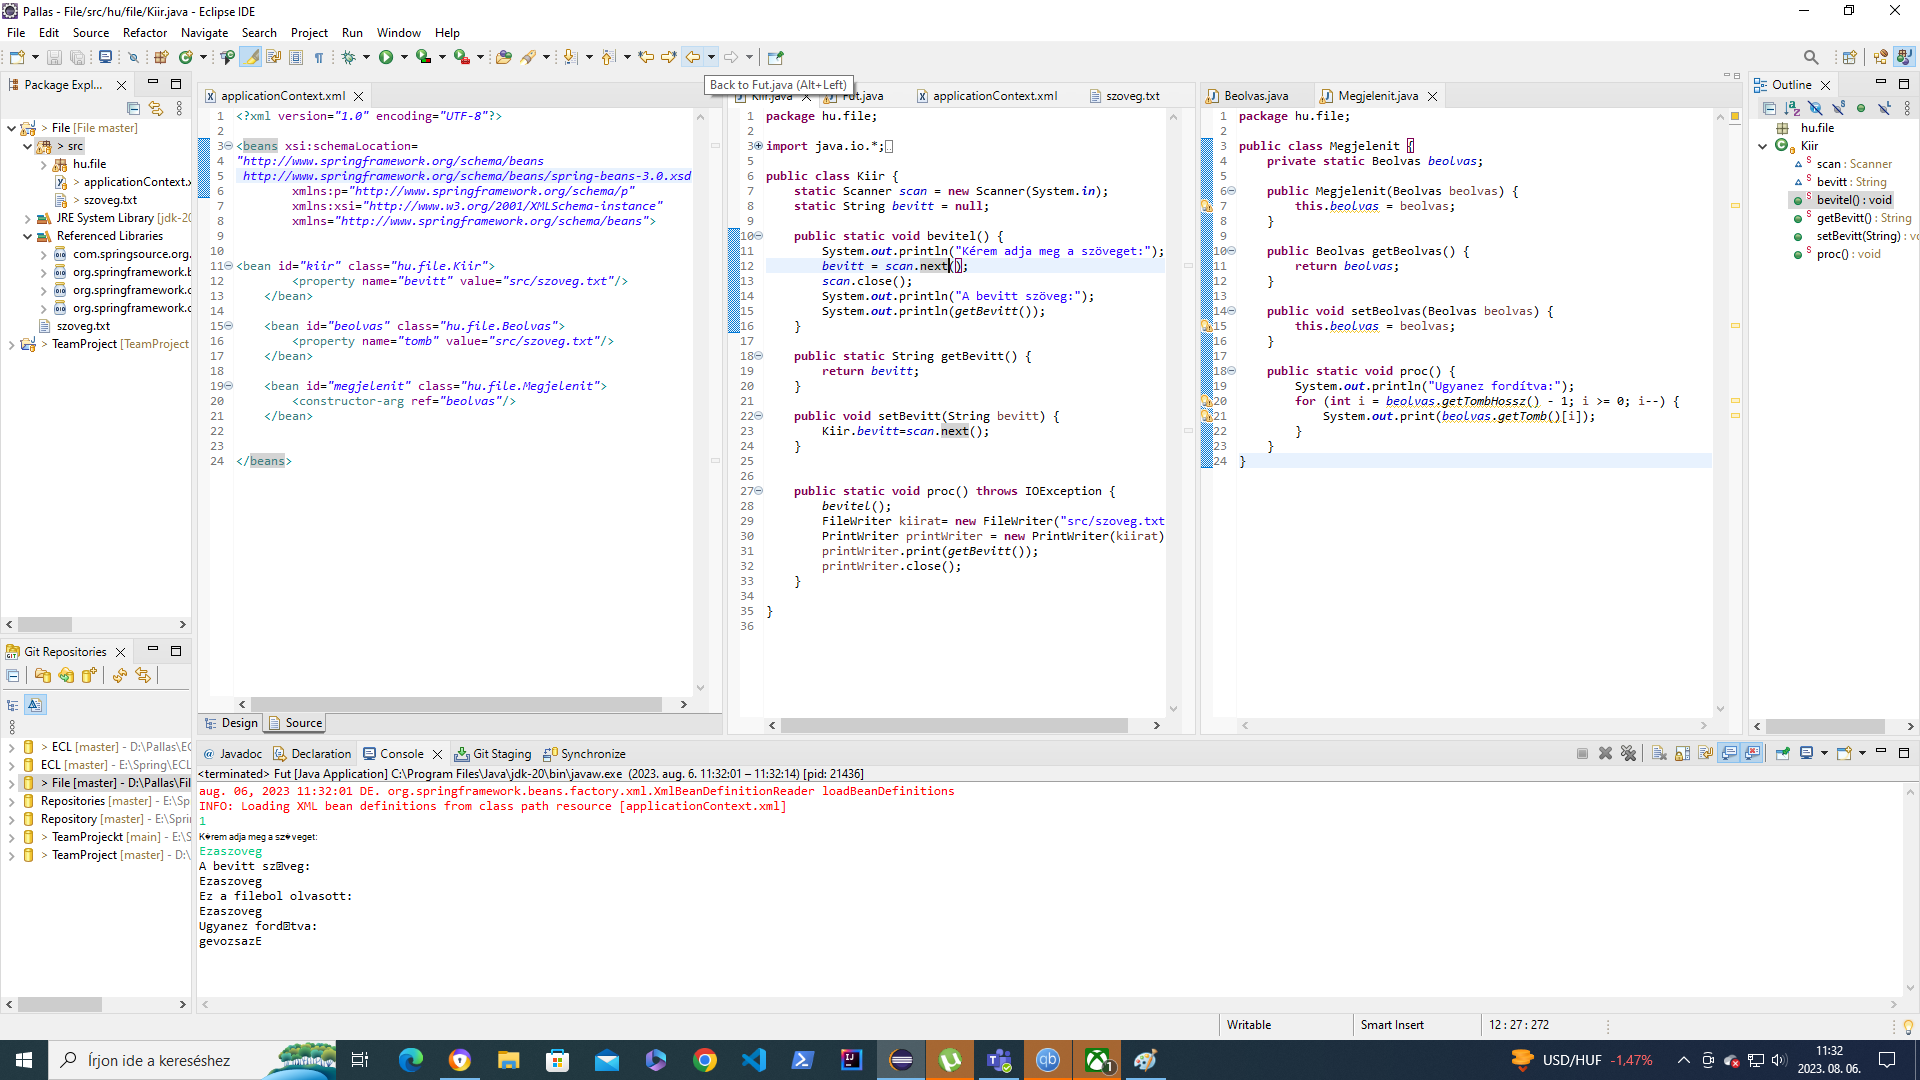 Pallas - File/src/hu/file/Kiir.java - Eclipse IDE
File Edit Source Refactor Navigate Search Project Run Window Help
Back to Fut.java (Alt+Left)
Package Expl...
File [File master]
> src
hu.file
> applicationContext.x
> szoveg.txt
JRE System Library [jdk-20
Referenced Libraries
com.springsource.org.
org.springframework.b
org.springframework.c
org.springframework.c
szoveg.txt
TeamProject [TeamProject
applicationContext.xml
1 <?xml version="1.0" encoding="UTF-8"?>
2
3 <beans xsi:schemaLocation=
4 "http://www.springframework.org/schema/beans
5 http://www.springframework.org/schema/beans/spring-beans-3.0.xsd
6 xmlns:p="http://www.springframework.org/schema/p"
7 xmlns:xsi="http://www.w3.org/2001/XMLSchema-instance"
8 xmlns="http://www.springframework.org/schema/beans">
9
10
11 <bean id="kiir" class="hu.file.Kiir">
12 <property name="bevitt" value="src/szoveg.txt"/>
13 </bean>
14
15 <bean id="beolvas" class="hu.file.Beolvas">
16 <property name="tomb" value="src/szoveg.txt"/>
17 </bean>
18
19 <bean id="megjelenit" class="hu.file.Megjelenit">
20 <constructor-arg ref="beolvas"/>
21 </bean>
22
23
24 </beans>
Design Source
Kiir.java Fut.java applicationContext.xml szoveg.txt
1 package hu.file;
2
3 import java.io.*;
5
6 public class Kiir {
7 static Scanner scan = new Scanner(System.in);
8 static String bevitt = null;
9
10 public static void bevitel() {
11 System.out.println("Kérem adja meg a szöveget:");
12 bevitt = scan.next();
13 scan.close();
14 System.out.println("A bevitt szöveg:");
15 System.out.println(getBevitt());
16 }
17
18 public static String getBevitt() {
19 return bevitt;
20 }
21
22 public void setBevitt(String bevitt) {
23 Kiir.bevitt=scan.next();
24 }
25
26
27 public static void proc() throws IOException {
28 bevitel();
29 FileWriter kiirat= new FileWriter("src/szoveg.txt
30 PrintWriter printWriter = new PrintWriter(kiirat)
31 printWriter.print(getBevitt());
32 printWriter.close();
33 }
34
35 }
36
Beolvas.java Megjelenit.java
1 package hu.file;
2
3 public class Megjelenit {
4 private static Beolvas beolvas;
5
6 public Megjelenit(Beolvas beolvas) {
7 this.beolvas = beolvas;
8 }
9
10 public Beolvas getBeolvas() {
11 return beolvas;
12 }
13
14 public void setBeolvas(Beolvas beolvas) {
15 this.beolvas = beolvas;
16 }
17
18 public static void proc() {
19 System.out.println("Ugyanez fordítva:");
20 for (int i = beolvas.getTombHossz() - 1; i >= 0; i--) {
21 System.out.print(beolvas.getTomb()[i]);
22 }
23 }
24 }
Outline
hu.file
Kiir
scan : Scanner
bevitt : String
bevitel() : void
getBevitt() : String
setBevitt(String) : vo
proc() : void
Git Repositories
> ECL [master] - D:\Pallas\EC
ECL [master] - E:\Spring\ECL
> File [master] - D:\Pallas\Fil
Repositories [master] - E:\Sp
Repository [master] - E:\Sprin
> TeamProjeckt [main] - E:\S
> TeamProject [master] - D:\
Javadoc Declaration Console Git Staging Synchronize
<terminated> Fut [Java Application] C:\Program Files\Java\jdk-20\bin\javaw.exe (2023. aug. 6. 11:32:01 – 11:32:14) [pid: 21436]
aug. 06, 2023 11:32:01 DE. org.springframework.beans.factory.xml.XmlBeanDefinitionReader loadBeanDefinitions
INFO: Loading XML bean definitions from class path resource [applicationContext.xml]
1
K�rem adja meg a sz�veget:
Ezaszoveg
A bevitt sz�veg:
Ezaszoveg
Ez a filebol olvasott:
Ezaszoveg
Ugyanez ford�tva:
gevozsazE
Writable Smart Insert 12 : 27 : 272
Írjon ide a kereséshez
USD/HUF -1,47%
11:32
2023. 08. 06.